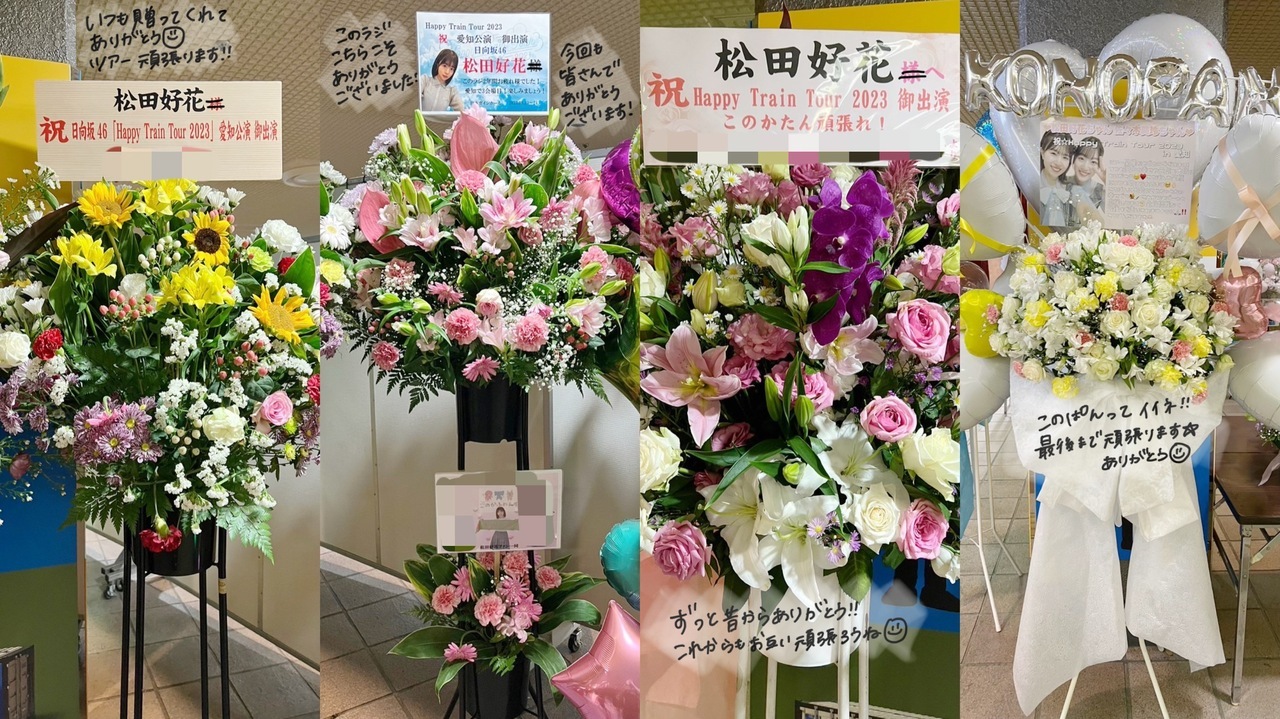 いつも贈ってくれて
ありがとう
ツアー頑張ります!!
松田好花
祝 日向坂46「Happy Train Tour 2023」愛知公演 御出演
このラジ
こちらこそ
ありがとう
ございました!
Happy Train Tour 2023
祝 愛知公演 御出演
日向坂46
松田好花
今回も
皆さんで
ありがとう
ございます!
松田好花様へ
祝 Happy Train Tour 2023 御出演
このかたん頑張れ!
ずっと昔からありがとう!!
これからもお互い頑張ろうね
KONOPAN
祝☆Happy Train Tour 2023
in 愛知
このぱんってイイネ!!
最後まで頑張ります☆
ありがとう